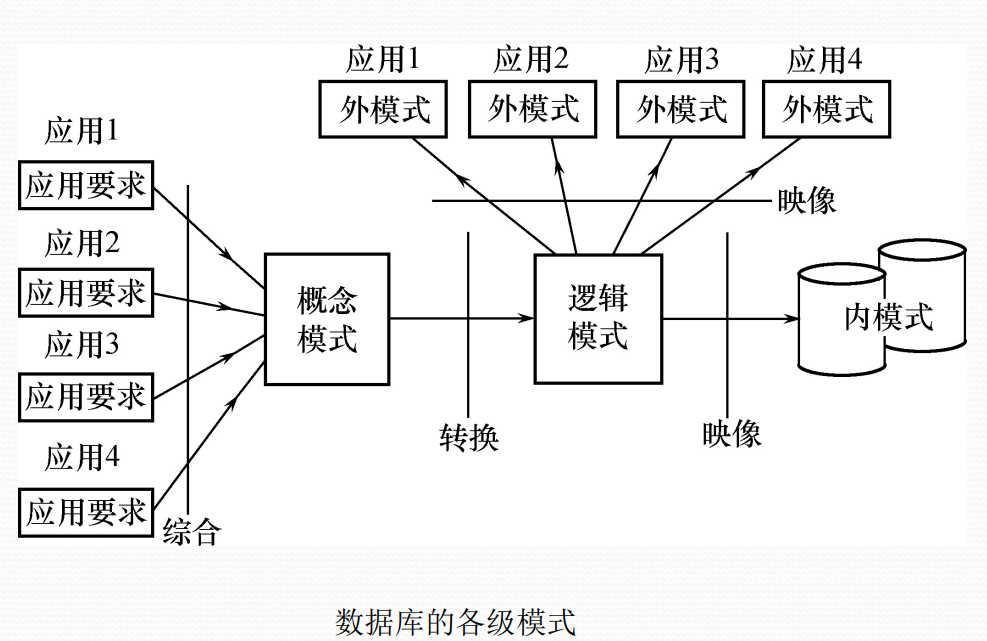 应用1
应用2
应用3
应用4
外模式
外模式
外模式
外模式
映像
应用1
应用要求
应用2
应用要求
应用3
应用要求
应用4
应用要求
综合
概念
模式
转换
逻辑
模式
映像
内模式
数据库的各级模式